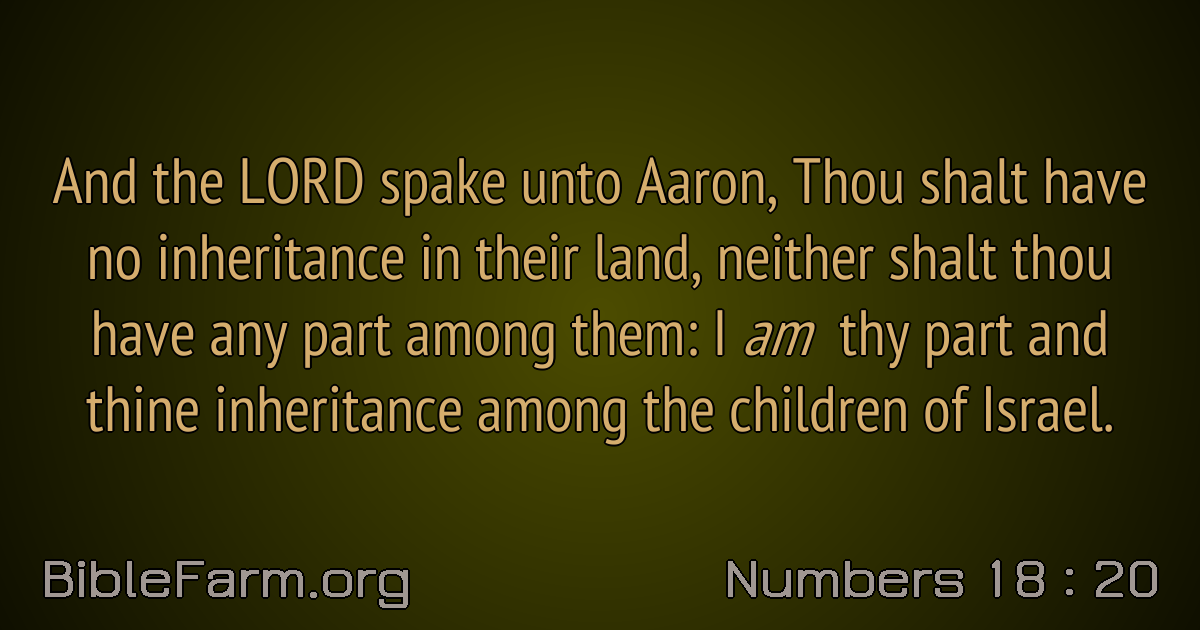 And the LORD spake unto Aaron, Thou shalt have
no inheritance in their land, neither shalt thou
have any part among them: I am thy part and
thine inheritance among the children of Israel.
BibleFarm.org
Numbers 18 : 20